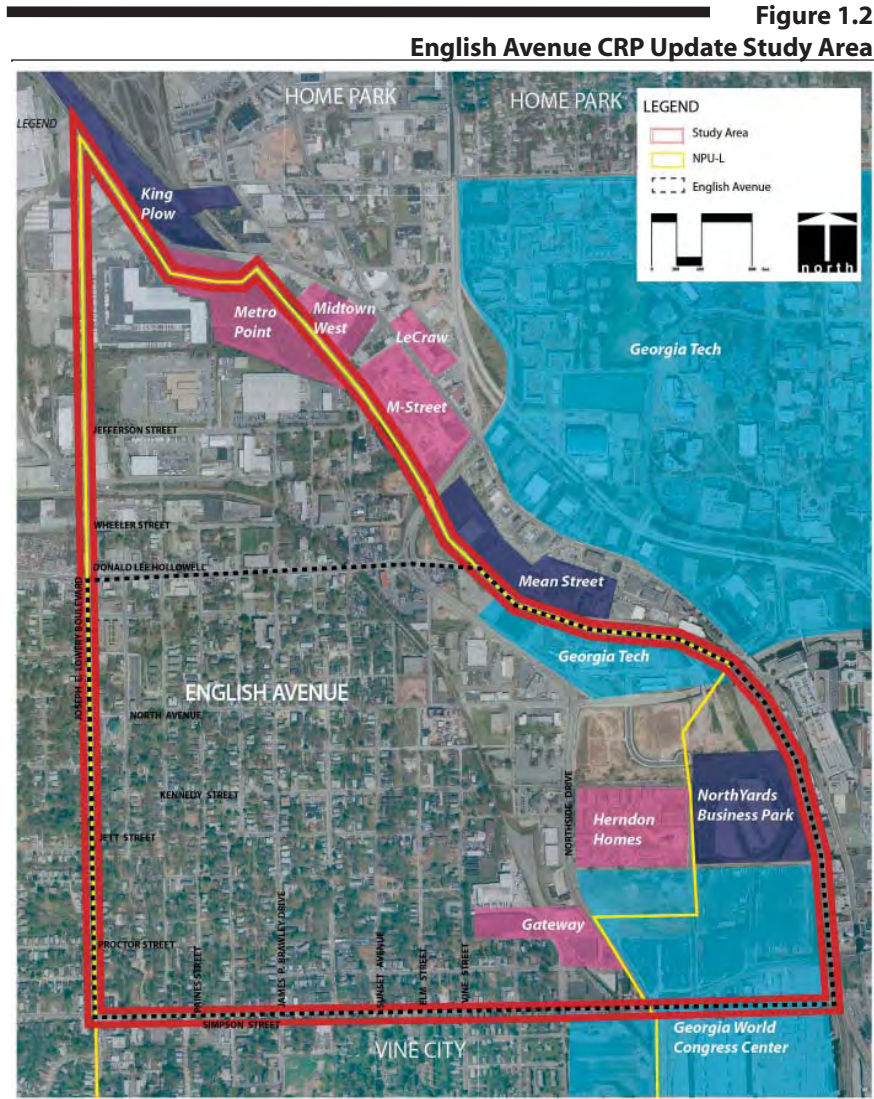 Figure 1.2
English Avenue CRP Update Study Area
HOME PARK
HOME PARK
LEGEND
LEGEND
Study Area
NPU-L
English Avenue
north
King
Plow
Metro
Point
Midtown
West
LeCraw
Georgia Tech
M-Street
JEFFERSON STREET
WHEELER STREET
DONALD LEE HOLLOWELL
Mean Street
JOSEPH E. LOWERY BOULEVARD
Georgia Tech
ENGLISH AVENUE
NORTH AVENUE
KENNEDY STREET
NORTHSIDE DRIVE
NorthYards
Business Park
Herndon
Homes
JETT STREET
Gateway
PROCTOR STREET
JAMES P. BRAWLEY DRIVE
SUNSET AVENUE
ELM STREET
VINE STREET
SIMPSON STREET
Georgia World
Congress Center
VINE CITY